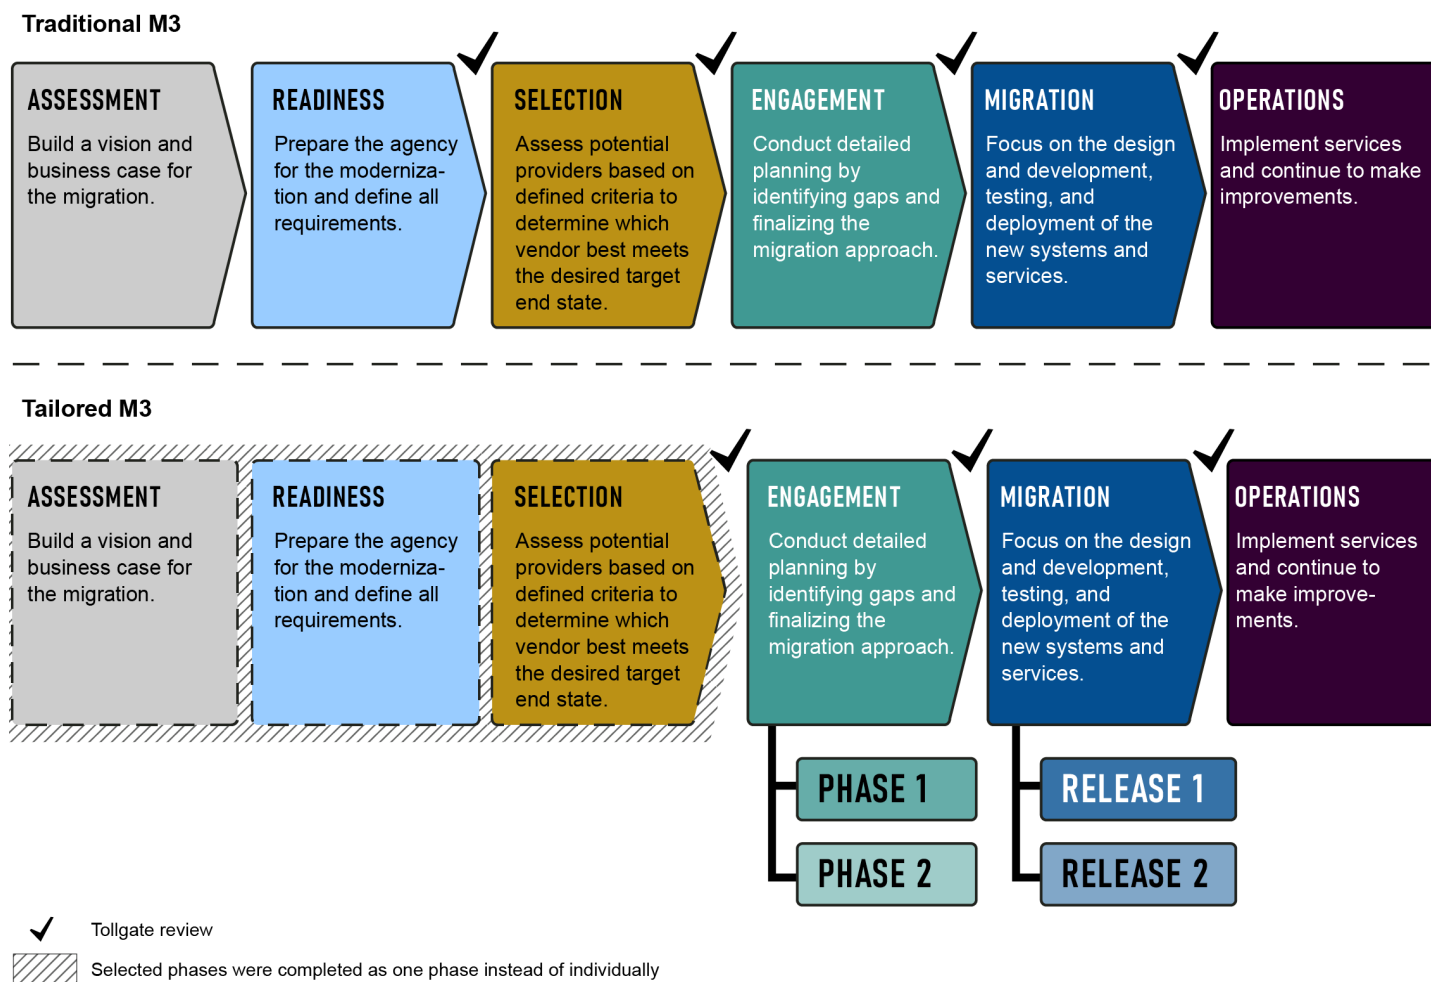 Traditional M3
ASSESSMENT
Build a vision and
business case for
the migration.
READINESS
Prepare the agency
for the moderniza-
tion and define all
requirements.
SELECTION
Assess potential
providers based on
defined criteria to
determine which
vendor best meets
the desired target
end state.
ENGAGEMENT
Conduct detailed
planning by
identifying gaps and
finalizing the
migration approach.
MIGRATION
Focus on the design
and development,
testing, and
deployment of the
new systems and
services.
OPERATIONS
Implement services
and continue to make
improvements.
Tailored M3
ASSESSMENT
Build a vision and
business case for
the migration.
READINESS
Prepare the agency
for the moderniza-
tion and define all
requirements.
SELECTION
Assess potential
providers based on
defined criteria to
determine which
vendor best meets
the desired target
end state.
ENGAGEMENT
Conduct detailed
planning by
identifying gaps and
finalizing the
migration approach.
PHASE 1
PHASE 2
MIGRATION
Focus on the design
and development,
testing, and
deployment of the
new systems and
services.
RELEASE 1
RELEASE 2
OPERATIONS
Implement services
and continue to
make improve-
ments.
Tollgate review
Selected phases were completed as one phase instead of individually